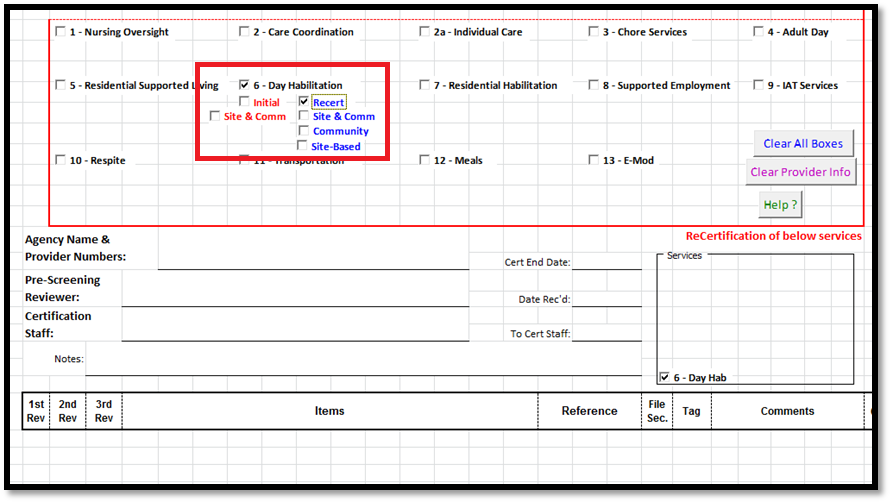 1 - Nursing Oversight 2 - Care Coordination 2a - Individual Care 3 - Chore Services 4 - Adult Day
5 - Residential Supported Living 6 - Day Habilitation 7 - Residential Habilitation 8 - Supported Employment 9 - IAT Services
Initial Recert
Site & Comm Site & Comm
Community
Site-Based
Clear All Boxes
10 - Respite 11 - Transportation 12 - Meals 13 - E-Mod
Clear Provider Info
Help ?
ReCertification of below services
Agency Name &
Provider Numbers:
Cert End Date:
Services
Pre-Screening
Reviewer:
Date Rec'd:
Certification
Staff:
To Cert Staff:
Notes:
6 - Day Hab
1st Rev 2nd Rev 3rd Rev Items Reference File Sec. Tag Comments